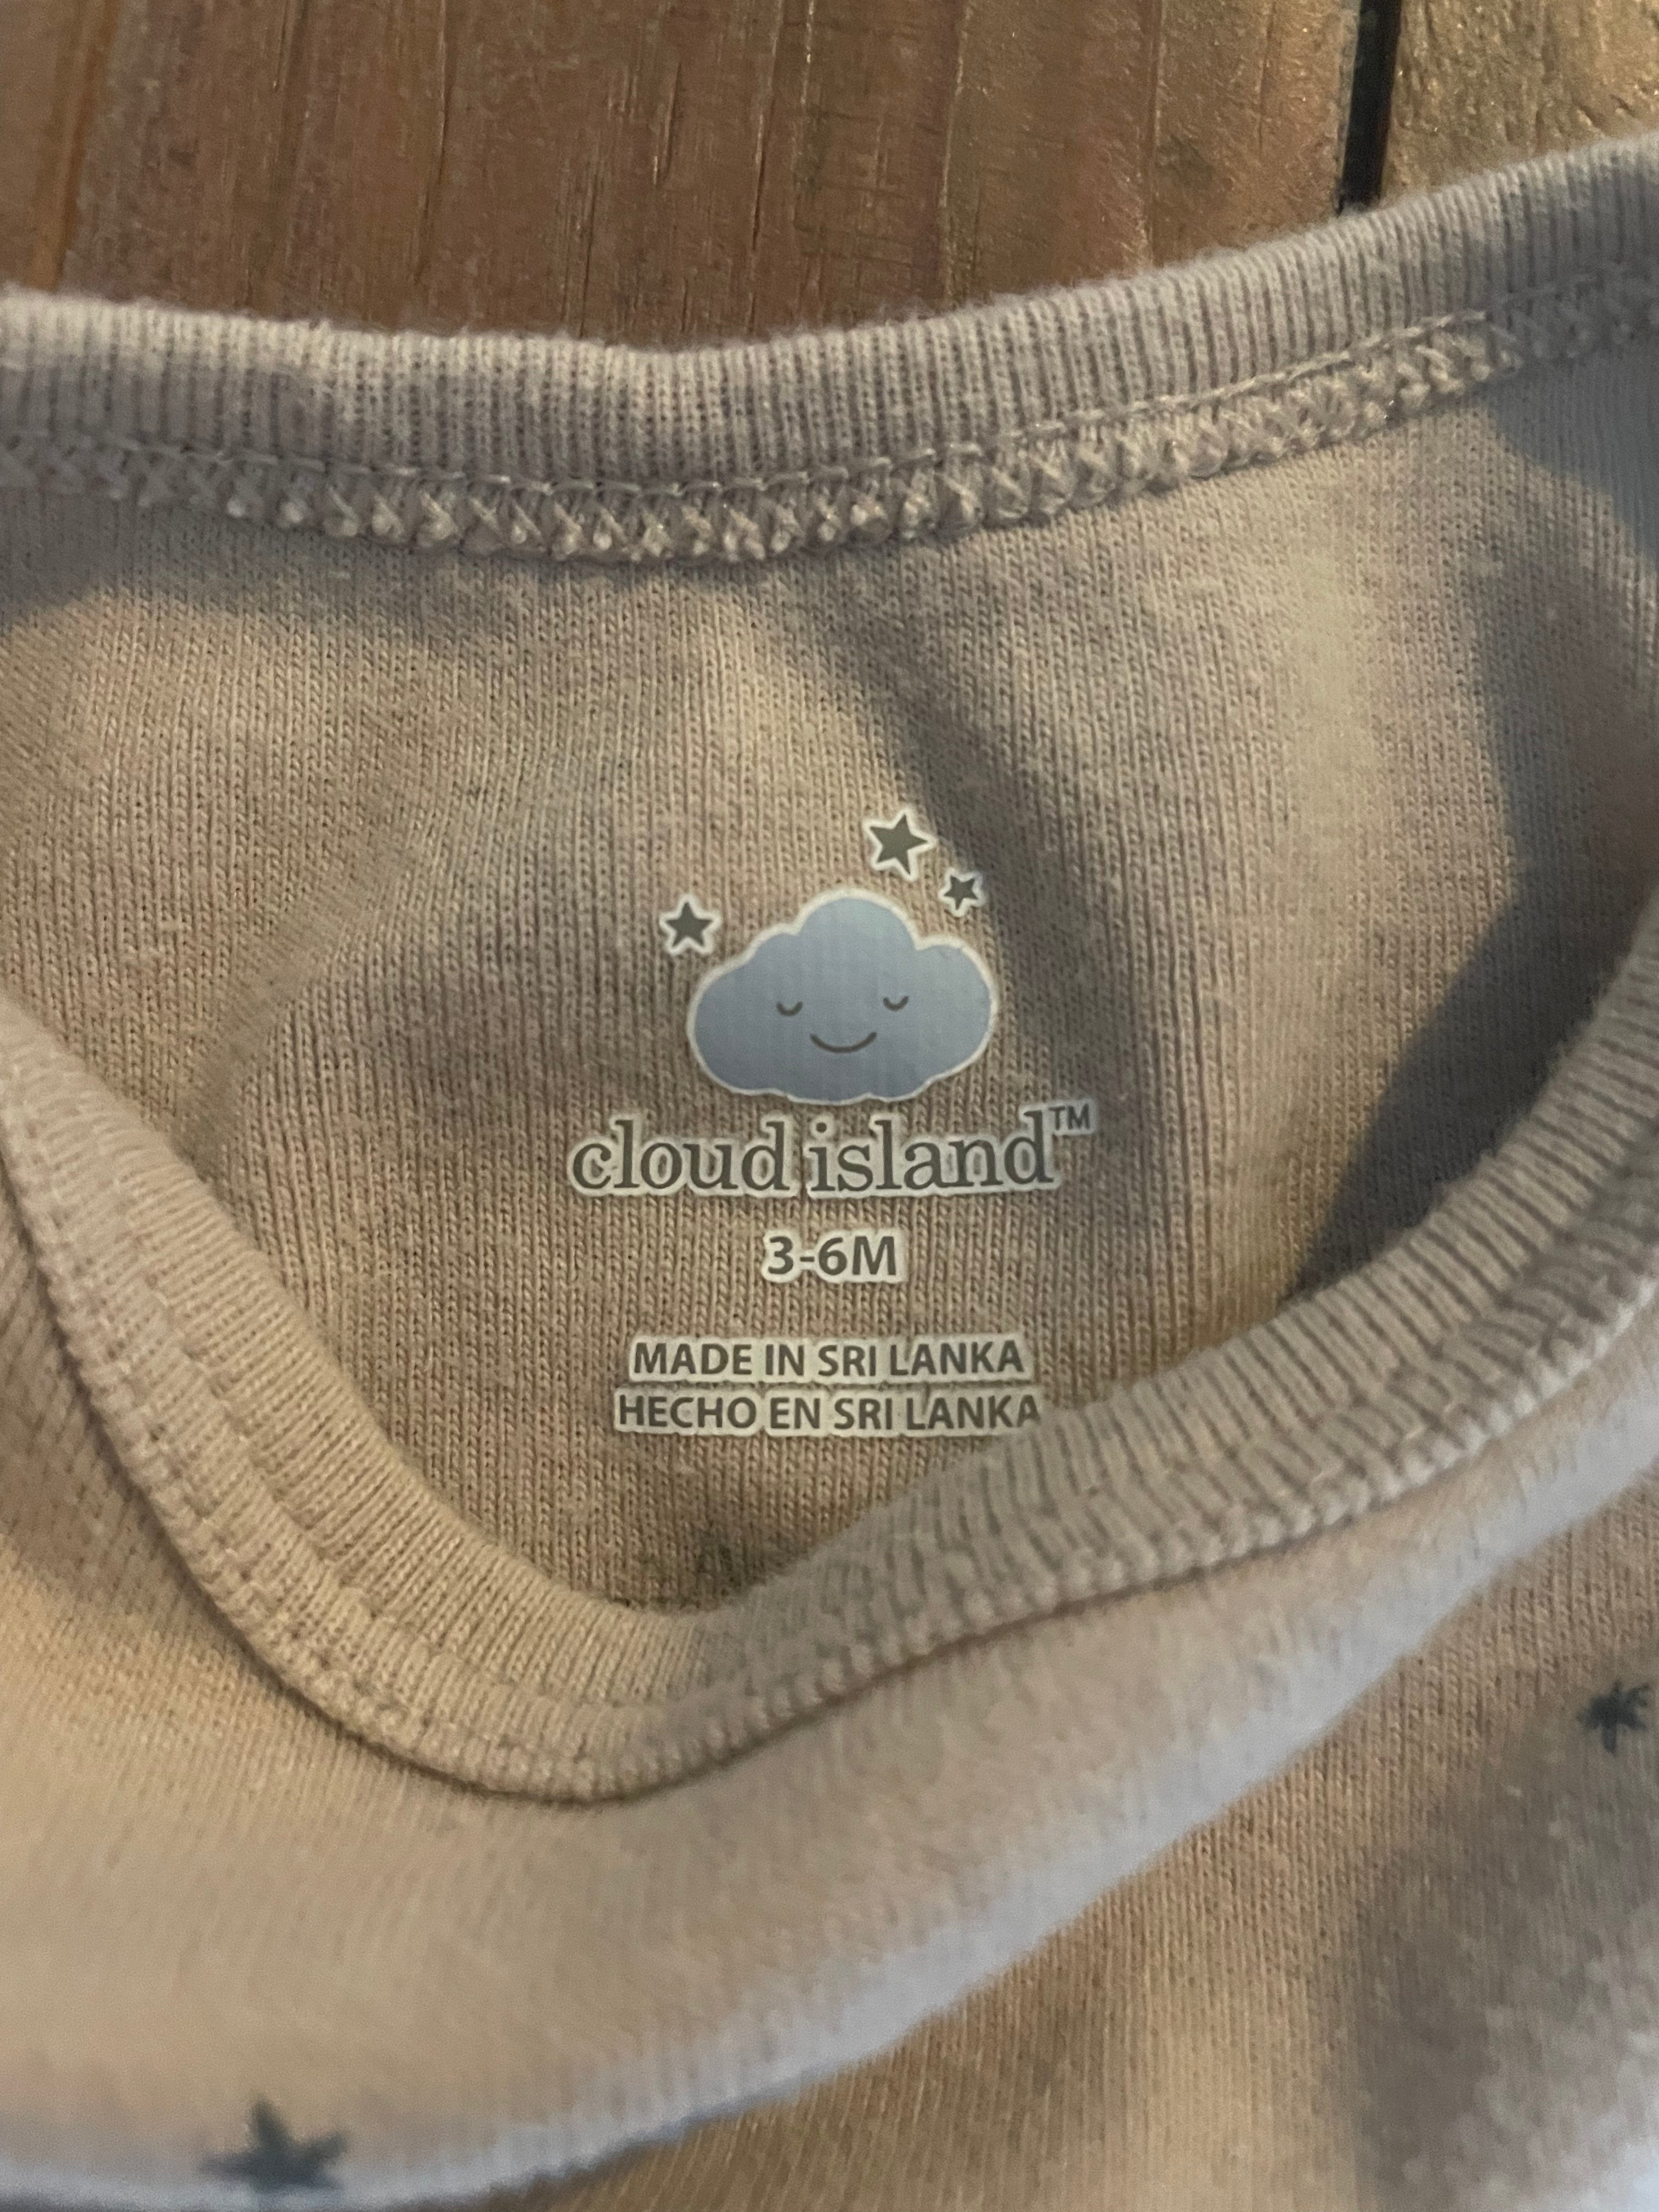 cloud island™
3-6M
MADE IN SRI LANKA
HECHO EN SRI LANKA